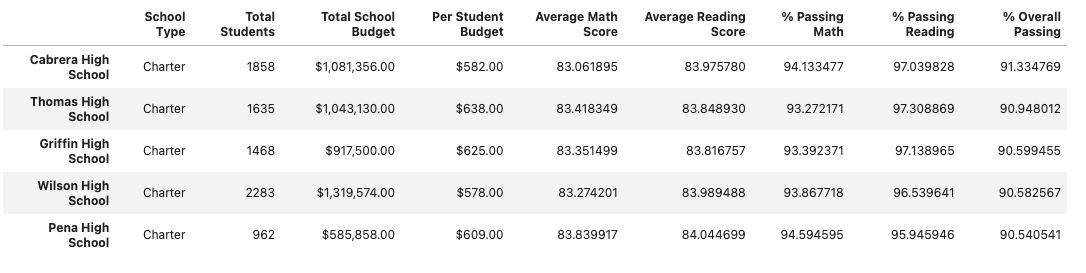 School Type Total Students Total School Budget Per Student Budget Average Math Score Average Reading Score % Passing Math % Passing Reading % Overall Passing
Cabrera High School Charter 1858 $1,081,356.00 $582.00 83.061895 83.975780 94.133477 97.039828 91.334769
Thomas High School Charter 1635 $1,043,130.00 $638.00 83.418349 83.848930 93.272171 97.308869 90.948012
Griffin High School Charter 1468 $917,500.00 $625.00 83.351499 83.816757 93.392371 97.138965 90.599455
Wilson High School Charter 2283 $1,319,574.00 $578.00 83.274201 83.989488 93.867718 96.539641 90.582567
Pena High School Charter 962 $585,858.00 $609.00 83.839917 84.044699 94.594595 95.945946 90.540541